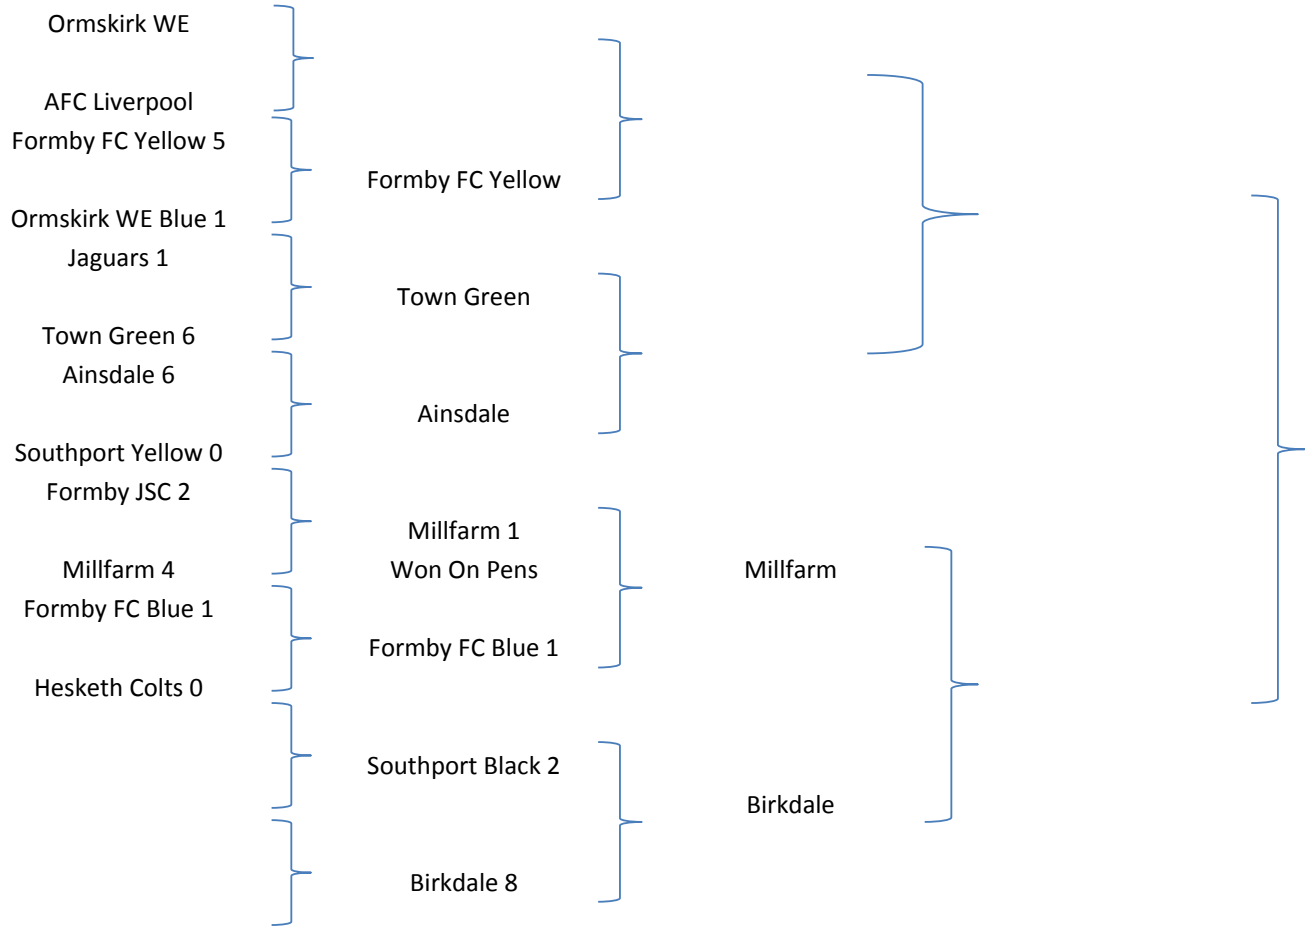 Ormskirk WE
AFC Liverpool
Formby FC Yellow 5
Ormskirk WE Blue 1
Jaguars 1
Town Green 6
Ainsdale 6
Southport Yellow 0
Formby JSC 2
Millfarm 4
Formby FC Blue 1
Hesketh Colts 0
Formby FC Yellow
Town Green
Ainsdale
Millfarm 1
Won On Pens
Formby FC Blue 1
Southport Black 2
Birkdale 8
Millfarm
Birkdale